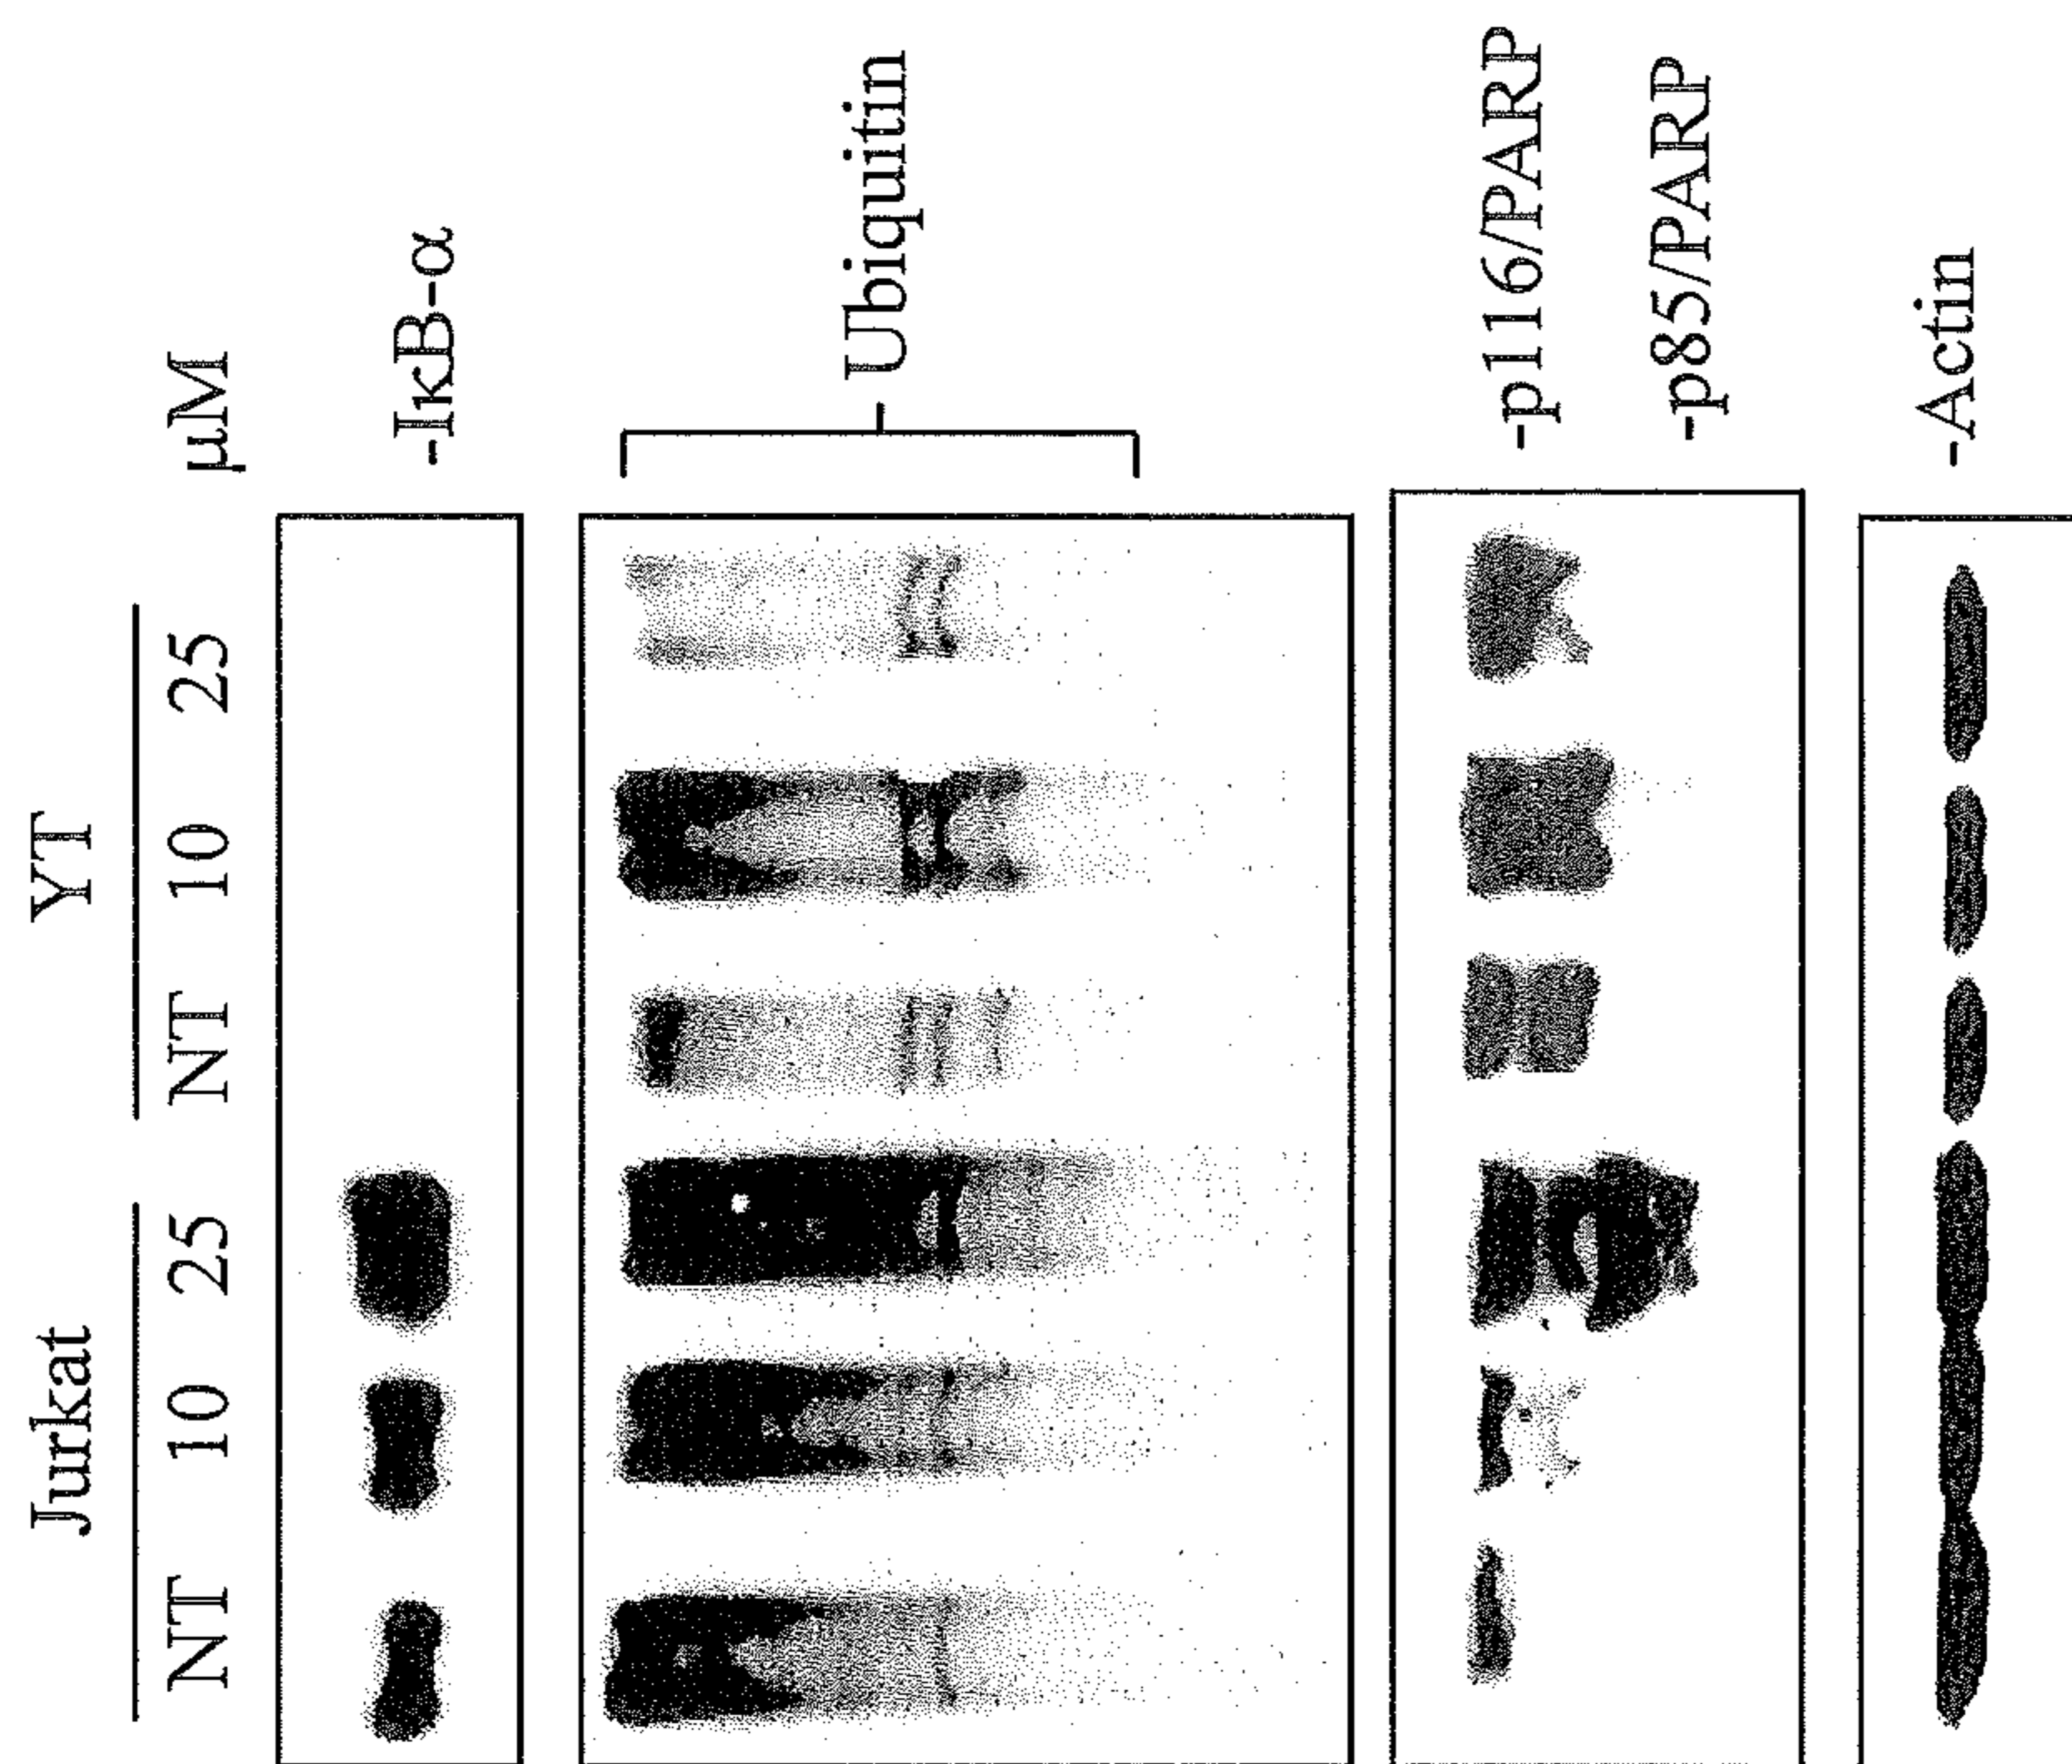 Jurkat YT
NT 10 25 NT 10 25 μM
-IκB-α
- Ubiquitin
-p116/PARP
-p85/PARP
-Actin